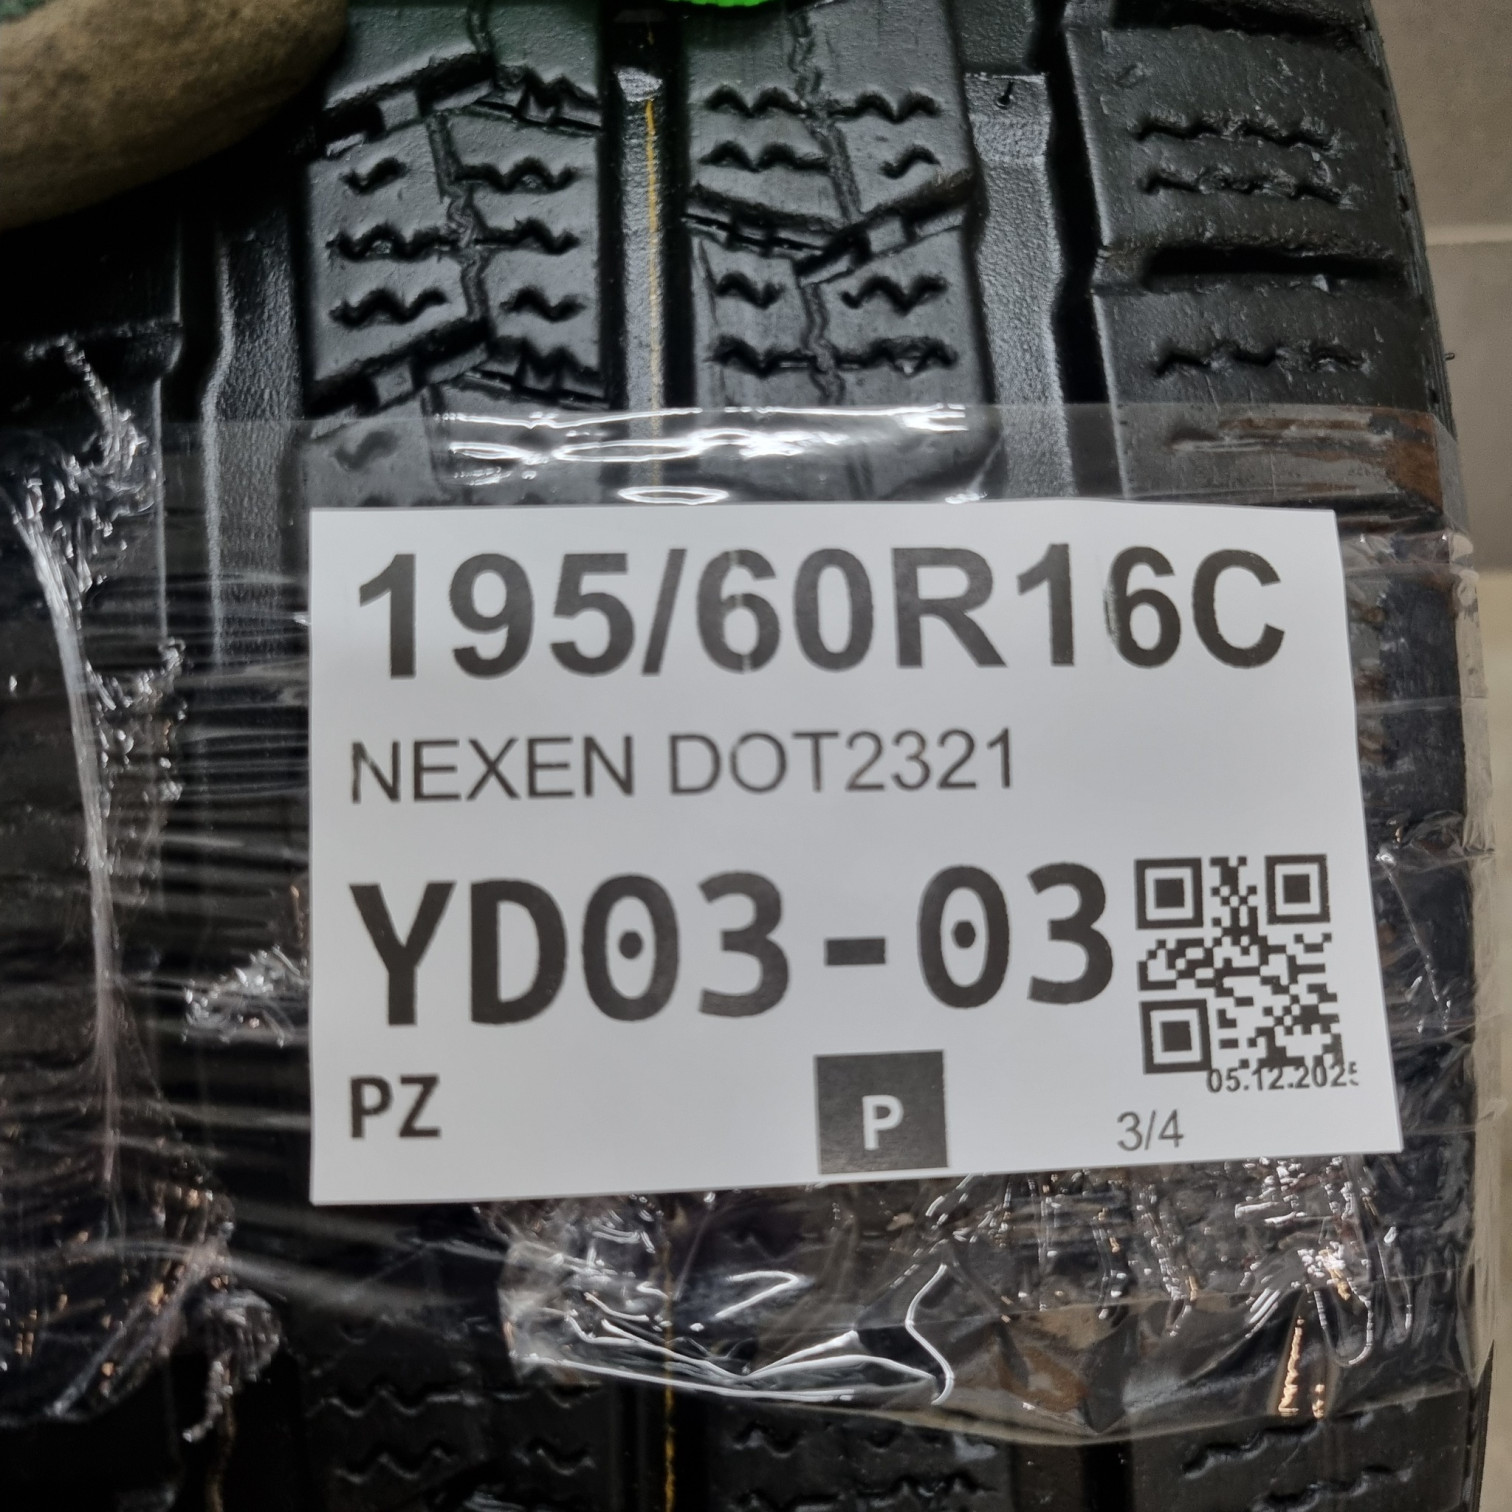 195/60R16C
NEXEN DOT2321
YD03-03
05.12.2025
PZ
P
3/4